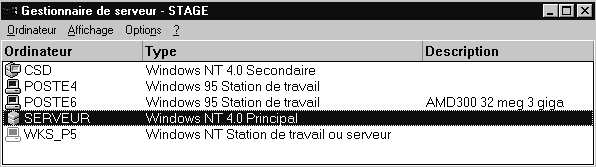 Gestionnaire de serveur - STAGE
Ordinateur Affichage Options ?
Ordinateur Type Description
CSD Windows NT 4.0 Secondaire
POSTE4 Windows 95 Station de travail
POSTE6 Windows 95 Station de travail AMD300 32 meg 3 giga
SERVEUR Windows NT 4.0 Principal
WKS_P5 Windows NT Station de travail ou serveur